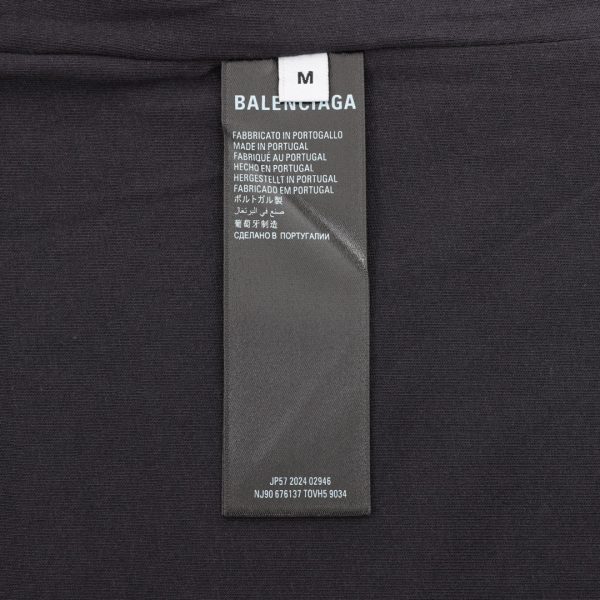 M
BALENCIAGA
FABBRICATO IN PORTOGALLO
MADE IN PORTUGAL
FABRIQUÉ AU PORTUGAL
HECHO EN PORTUGAL
HERGESTELLT IN PORTUGAL
FABRICADO EM PORTUGAL
ポルトガル製
صنع في البرتغال
葡萄牙制造
СДЕЛАНО В ПОРТУГАЛИИ
JP57 2024 02946
NJ90 676137 TOVH5 9034